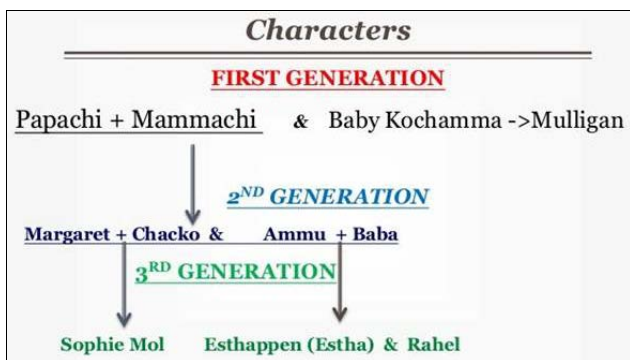 Characters
FIRST GENERATION
Papachi + Mammachi & Baby Kochamma ->Mulligan
2ND GENERATION
Margaret + Chacko & Ammu + Baba
3RD GENERATION
Sophie Mol Esthappen (Estha) & Rahel